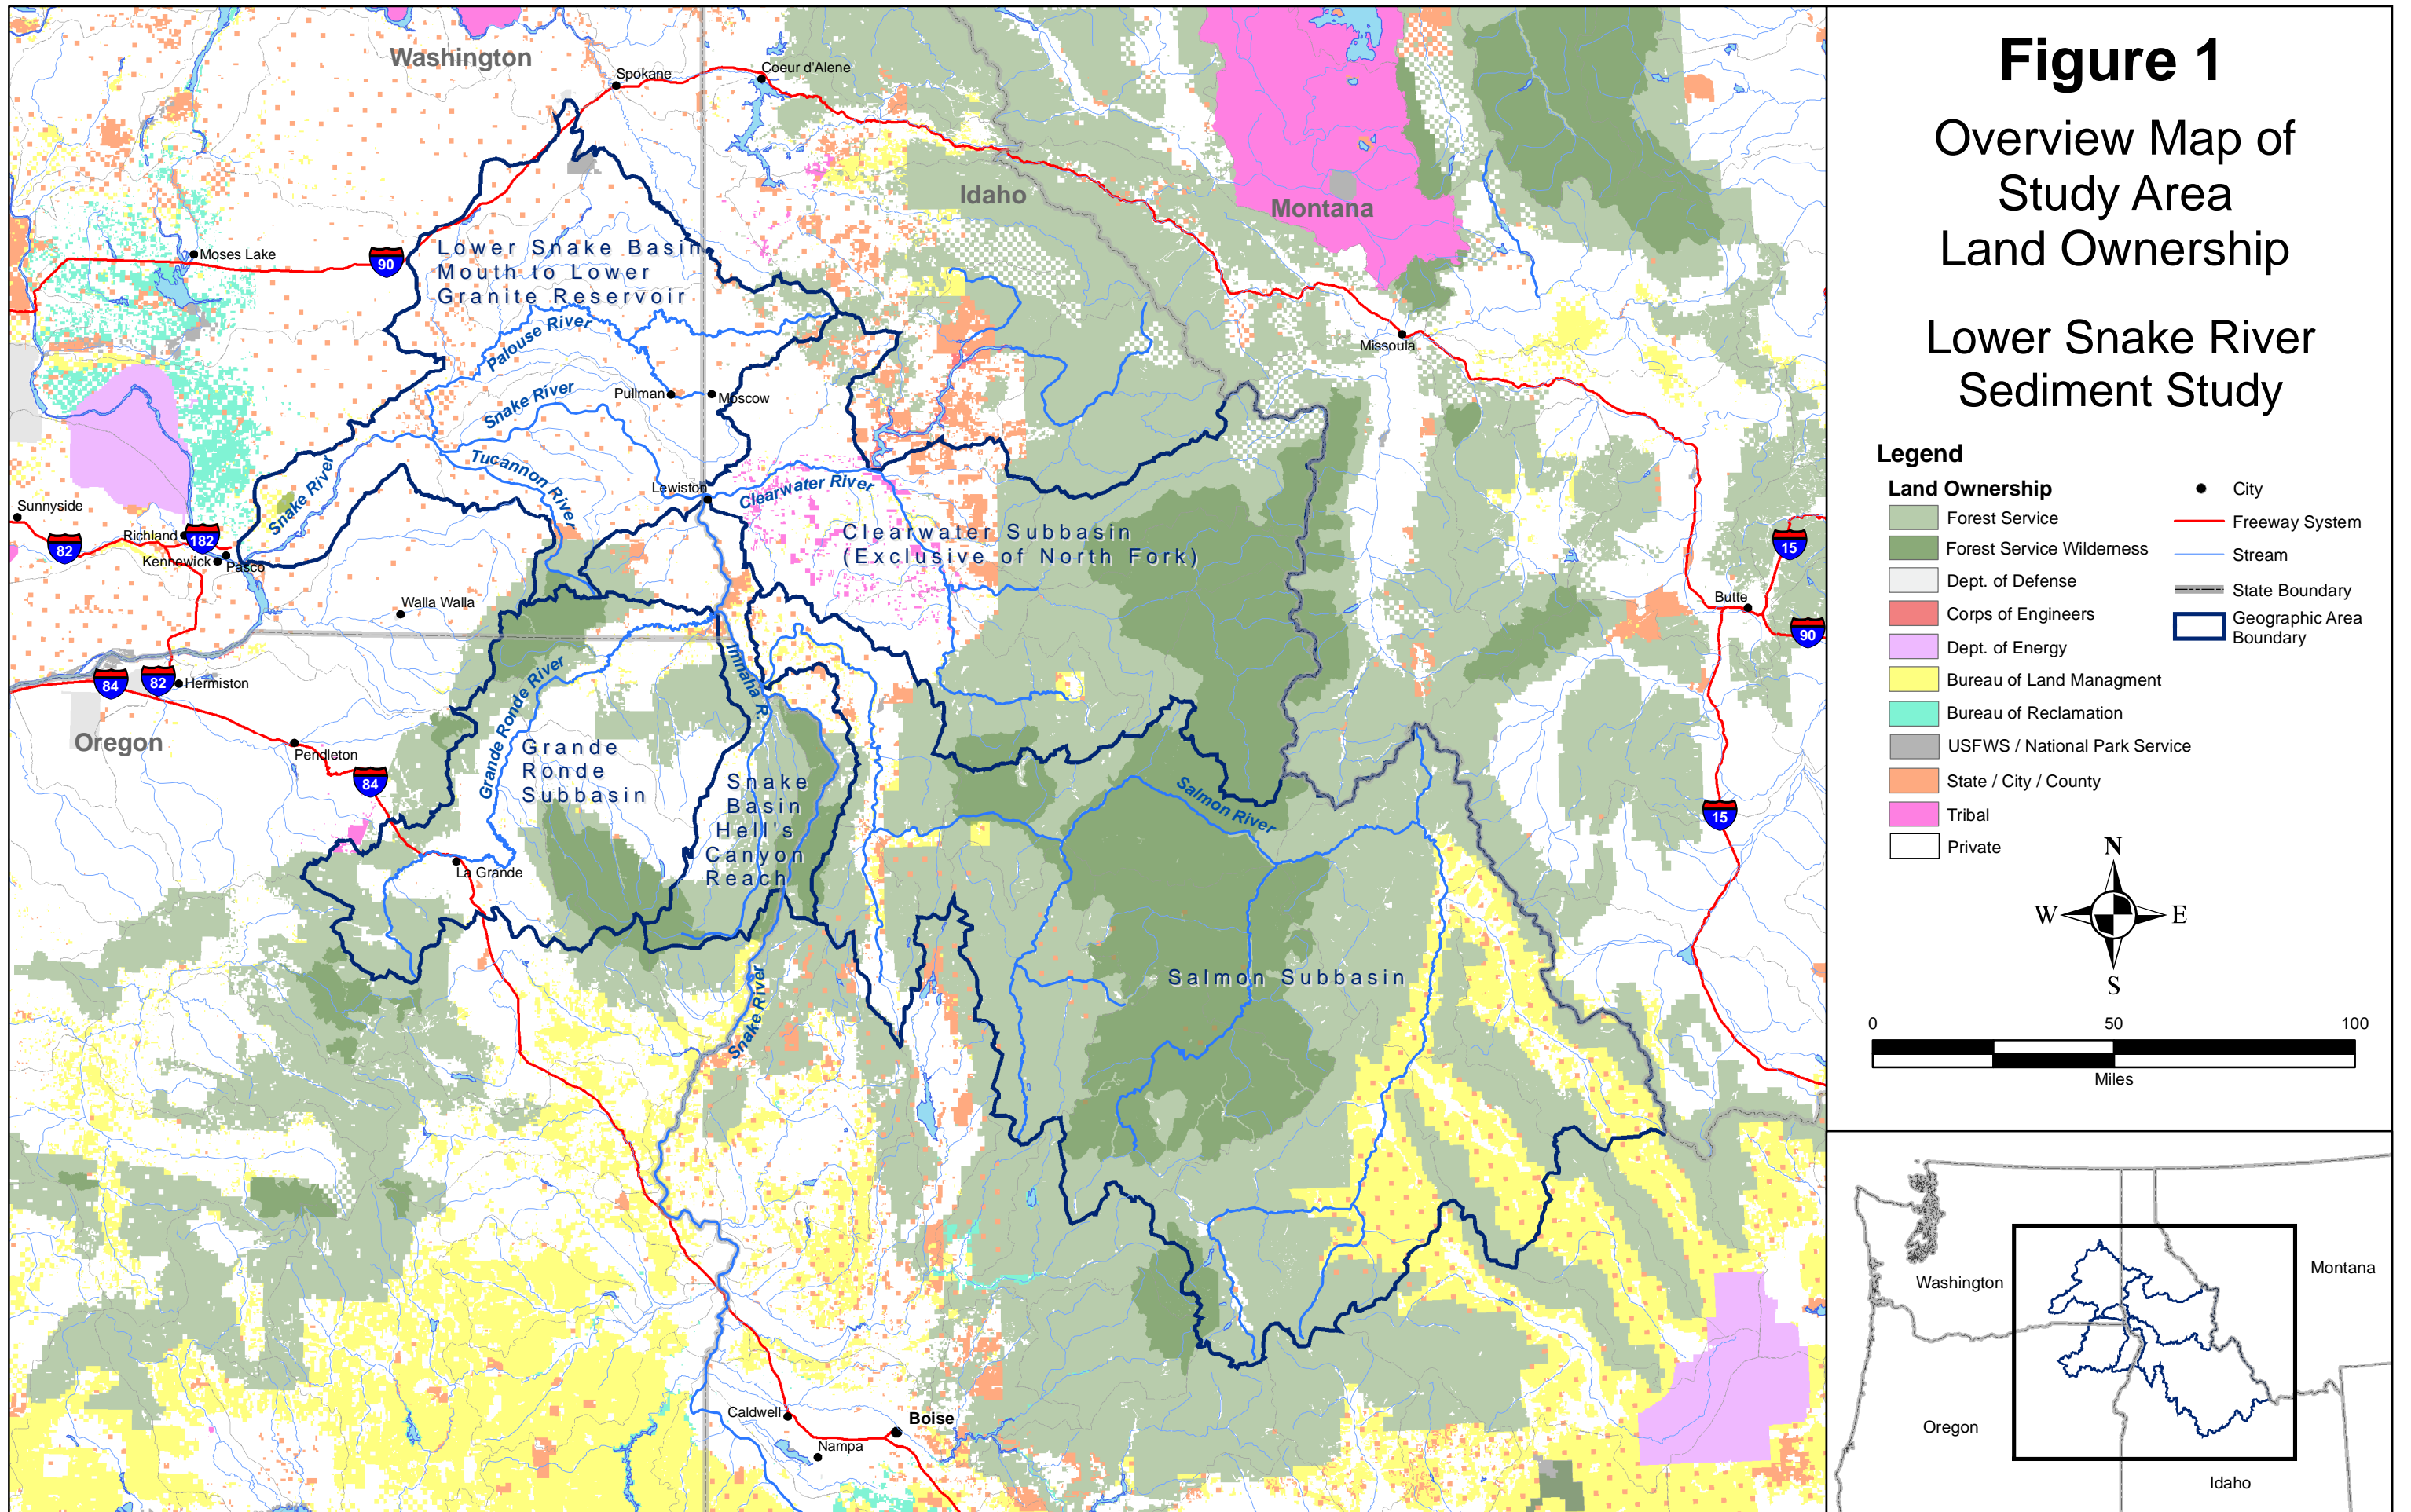 Figure 1
Overview Map of
Study Area
Land Ownership
Lower Snake River
Sediment Study
Legend
Land Ownership
Forest Service
Forest Service Wilderness
Dept. of Defense
Corps of Engineers
Dept. of Energy
Bureau of Land Managment
Bureau of Reclamation
USFWS / National Park Service
State / City / County
Tribal
Private
City
Freeway System
Stream
State Boundary
Geographic Area
Boundary
N
W E
S
0 50 100
Miles
Washington
Montana
Oregon
Idaho
Washington
Spokane
Coeur d'Alene
Idaho
Montana
Moses Lake
90
Lower Snake Basin
Mouth to Lower
Granite Reservoir
Palouse River
Missoula
Snake River
Pullman
Moscow
Tucannon River
Snake River
Lewiston
Clearwater River
Sunnyside
Richland
182
82
Kennewick
Pasco
Clearwater Subbasin
(Exclusive of North Fork)
15
Butte
90
Walla Walla
Imnaha R.
Grande Ronde River
84
82
Hermiston
Oregon
Pendleton
84
Grande
Ronde
Subbasin
Snake
Basin
Hell's
Canyon
Reach
Salmon River
15
La Grande
Salmon Subbasin
Snake River
Caldwell
Boise
Nampa